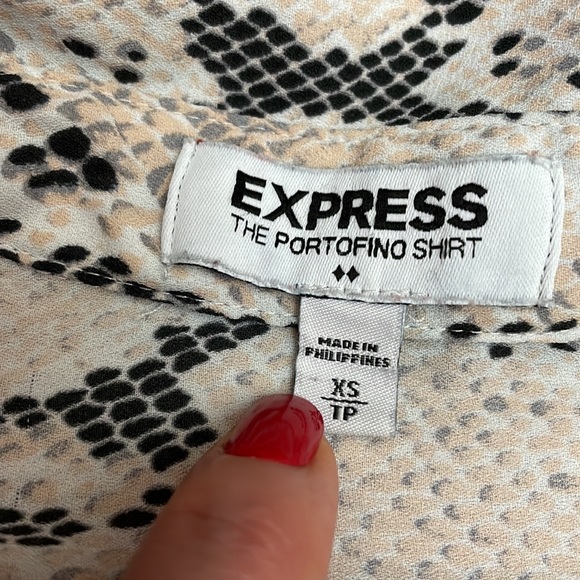 EXPRESS
THE PORTOFINO SHIRT
MADE IN
PHILIPPINES
XS
TP